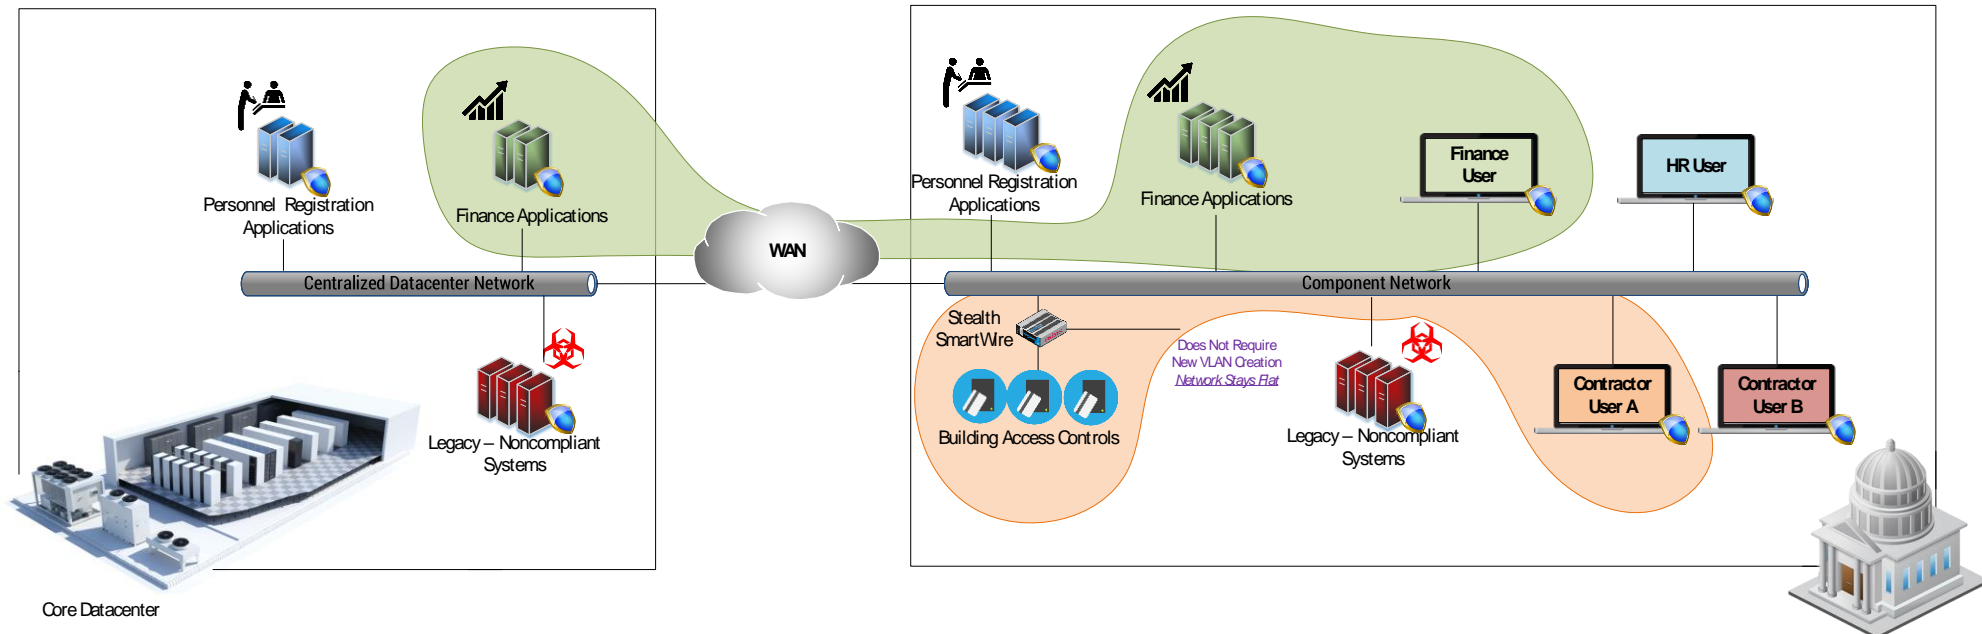 Personnel Registration
Applications
Finance Applications
Centralized Datacenter Network
Legacy – Noncompliant
Systems
Core Datacenter
WAN
Personnel Registration
Applications
Finance Applications
Finance
User
HR User
Component Network
Stealth
SmartWire
Does Not Require
New VLAN Creation
Network Stays Flat
Building Access Controls
Legacy – Noncompliant
Systems
Contractor
User A
Contractor
User B